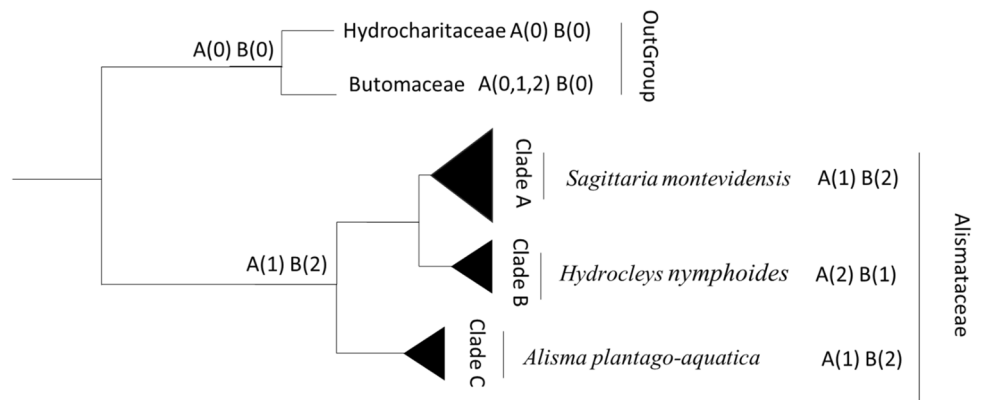 A(0) B(0)
Hydrocharitaceae A(0) B(0)
Butomaceae A(0,1,2) B(0)
OutGroup
A(1) B(2)
Clade A
Sagittaria montevidensis A(1) B(2)
Clade B
Hydrocleys nymphoides A(2) B(1)
Clade C
Alisma plantago-aquatica A(1) B(2)
Alismataceae